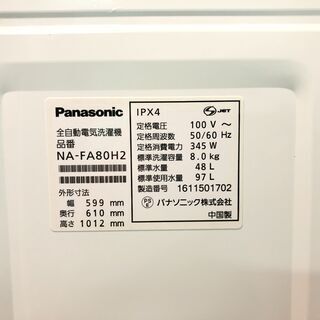 Panasonic
全自動電気洗濯機
品番
NA-FA80H2
外形寸法
幅 599 mm
奥行 610 mm
高さ 1012 mm
IPX4
JET
定格電圧 100 V ～
定格周波数 50/60 Hz
定格消費電力 345 W
標準洗濯容量 8.0 kg
標準水量 48 L
標準使用水量 97 L
製造番号 1611501702
PS E パナソニック株式会社
中国製